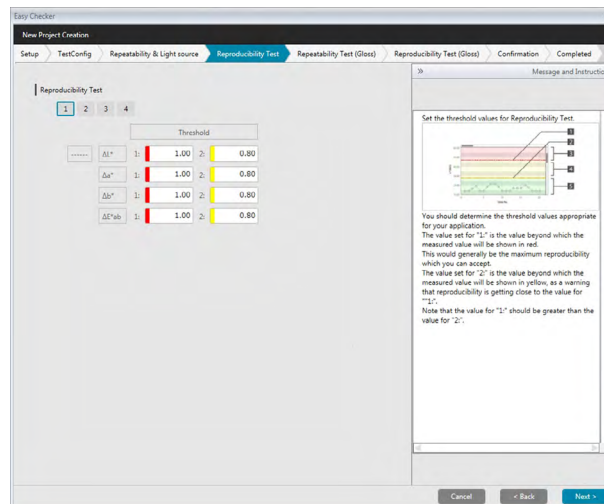 Easy Checker
New Project Creation
Setup TestConfig Repeatability & Light source Reproducibility Test Repeatability Test (Gloss) Reproducibility Test (Gloss) Confirmation Completed
» Message and Instructio
Reproducibility Test
1 2 3 4
Threshold
------ ΔL* 1: 1.00 2: 0.80
Δa* 1: 1.00 2: 0.80
Δb* 1: 1.00 2: 0.80
ΔE*ab 1: 1.00 2: 0.80
Set the threshold values for Reproducibility Test.
1
2
3
4
5
You should determine the threshold values appropriate
for your application.
The value set for "1:" is the value beyond which the
measured value will be shown in red.
This would generally be the maximum reproducibility
which you can accept.
The value set for "2:" is the value beyond which the
measured value will be shown in yellow, as a warning
that reproducibility is getting close to the value for
""1:".
Note that the value for "1:" should be greater than the
value for "2:".
Cancel < Back Next >